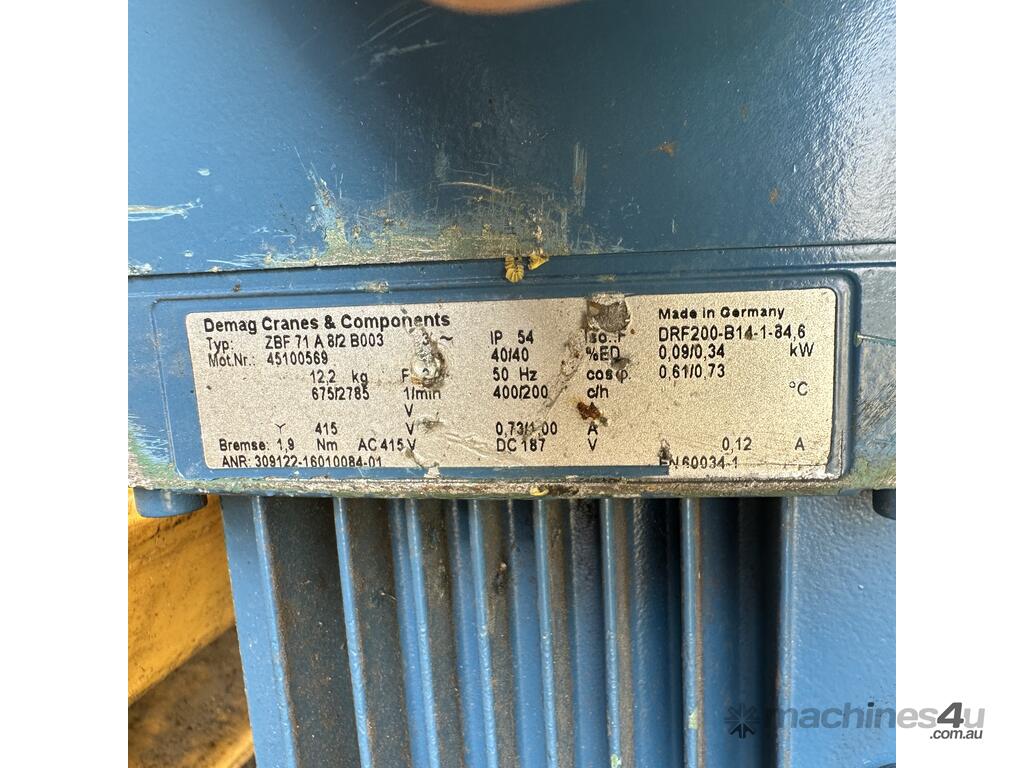 Demag Cranes & Components Made in Germany
Typ: ZBF 71 A 8/2 B003 3 ~ IP 54 Iso.: F DRF200-B14-1-84,6
Mot.Nr.: 45100569 40/40 %ED 0,09/0,34 kW
12,2 kg 50 Hz cos φ. 0,61/0,73
675/2785 1/min 400/200 c/h °C
V
Y 415 V 0,73/1,00 A
Bremse: 1,9 Nm AC 415 V DC 187 V 0,12 A
ANR: 309122-16010084-01 EN 60034-1
machines4u
.com.au